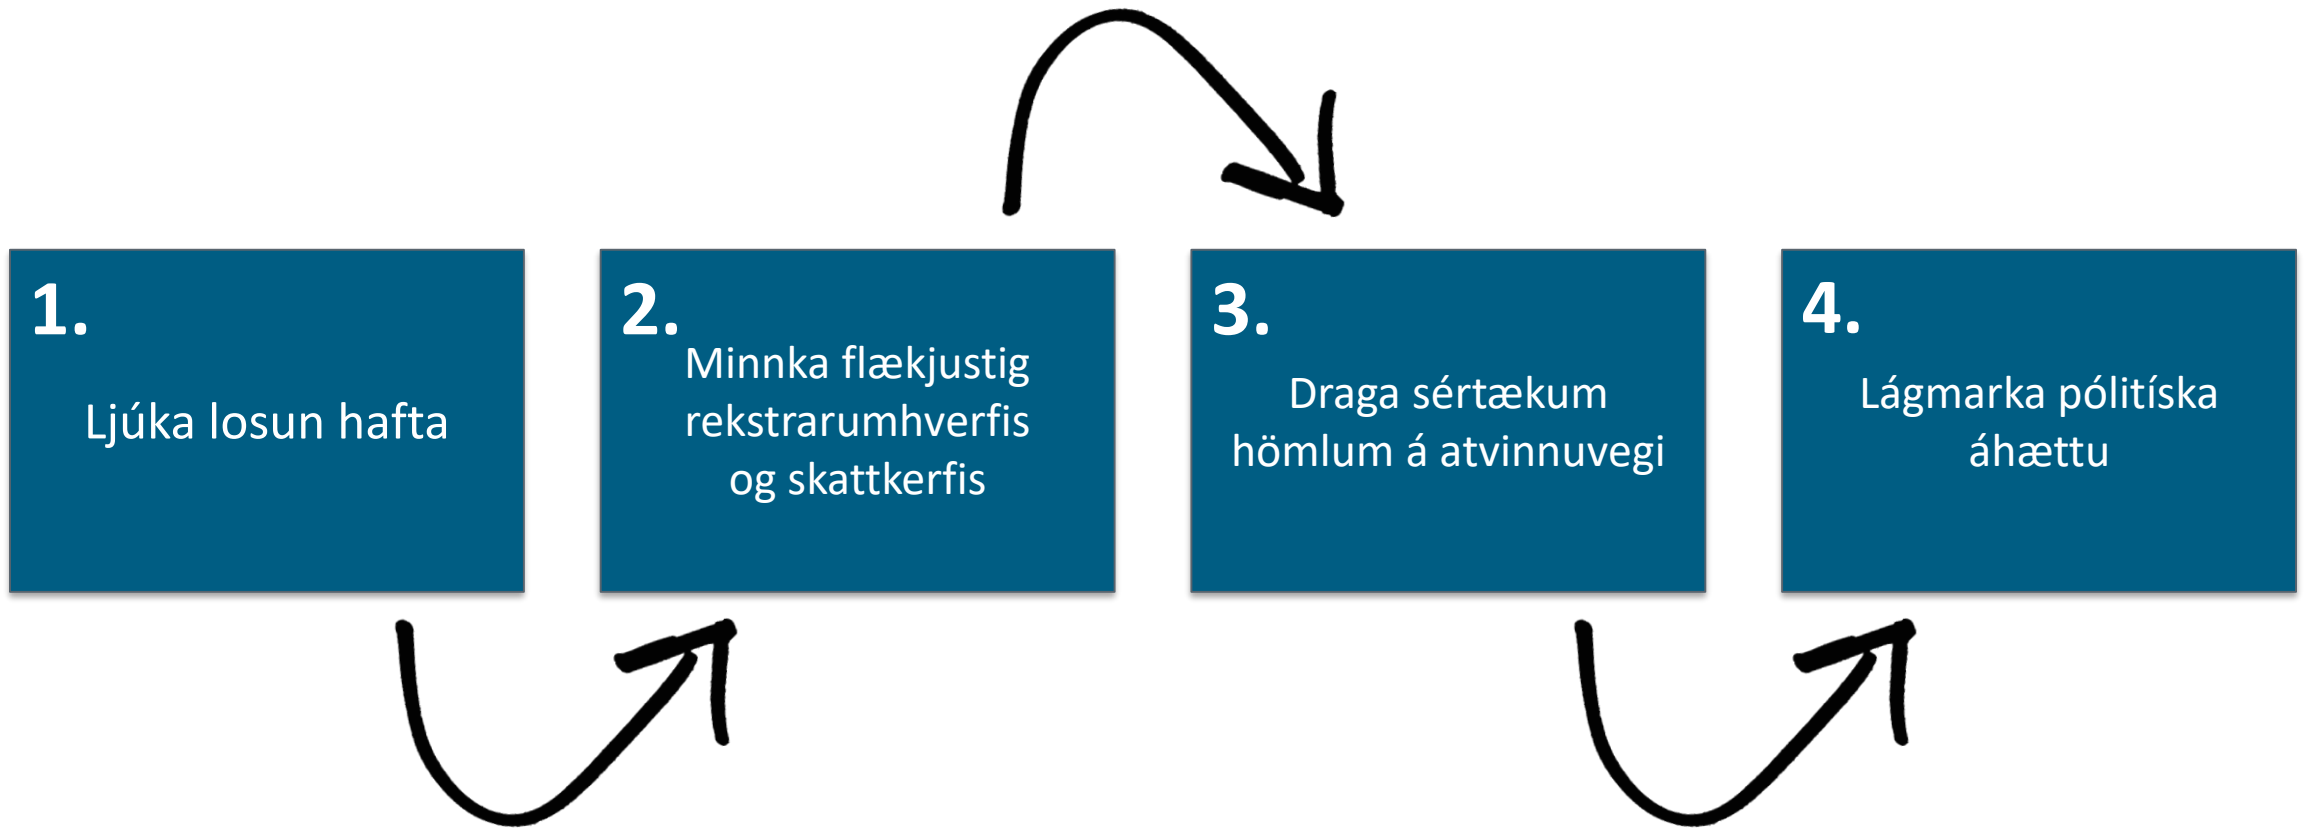 1.
Ljúka losun hafta
2.
Minnka flækjustig
rekstrarumhverfis
og skattkerfis
3.
Draga sértækum
hömlum á atvinnuvegi
4.
Lágmarka pólitíska
áhættu